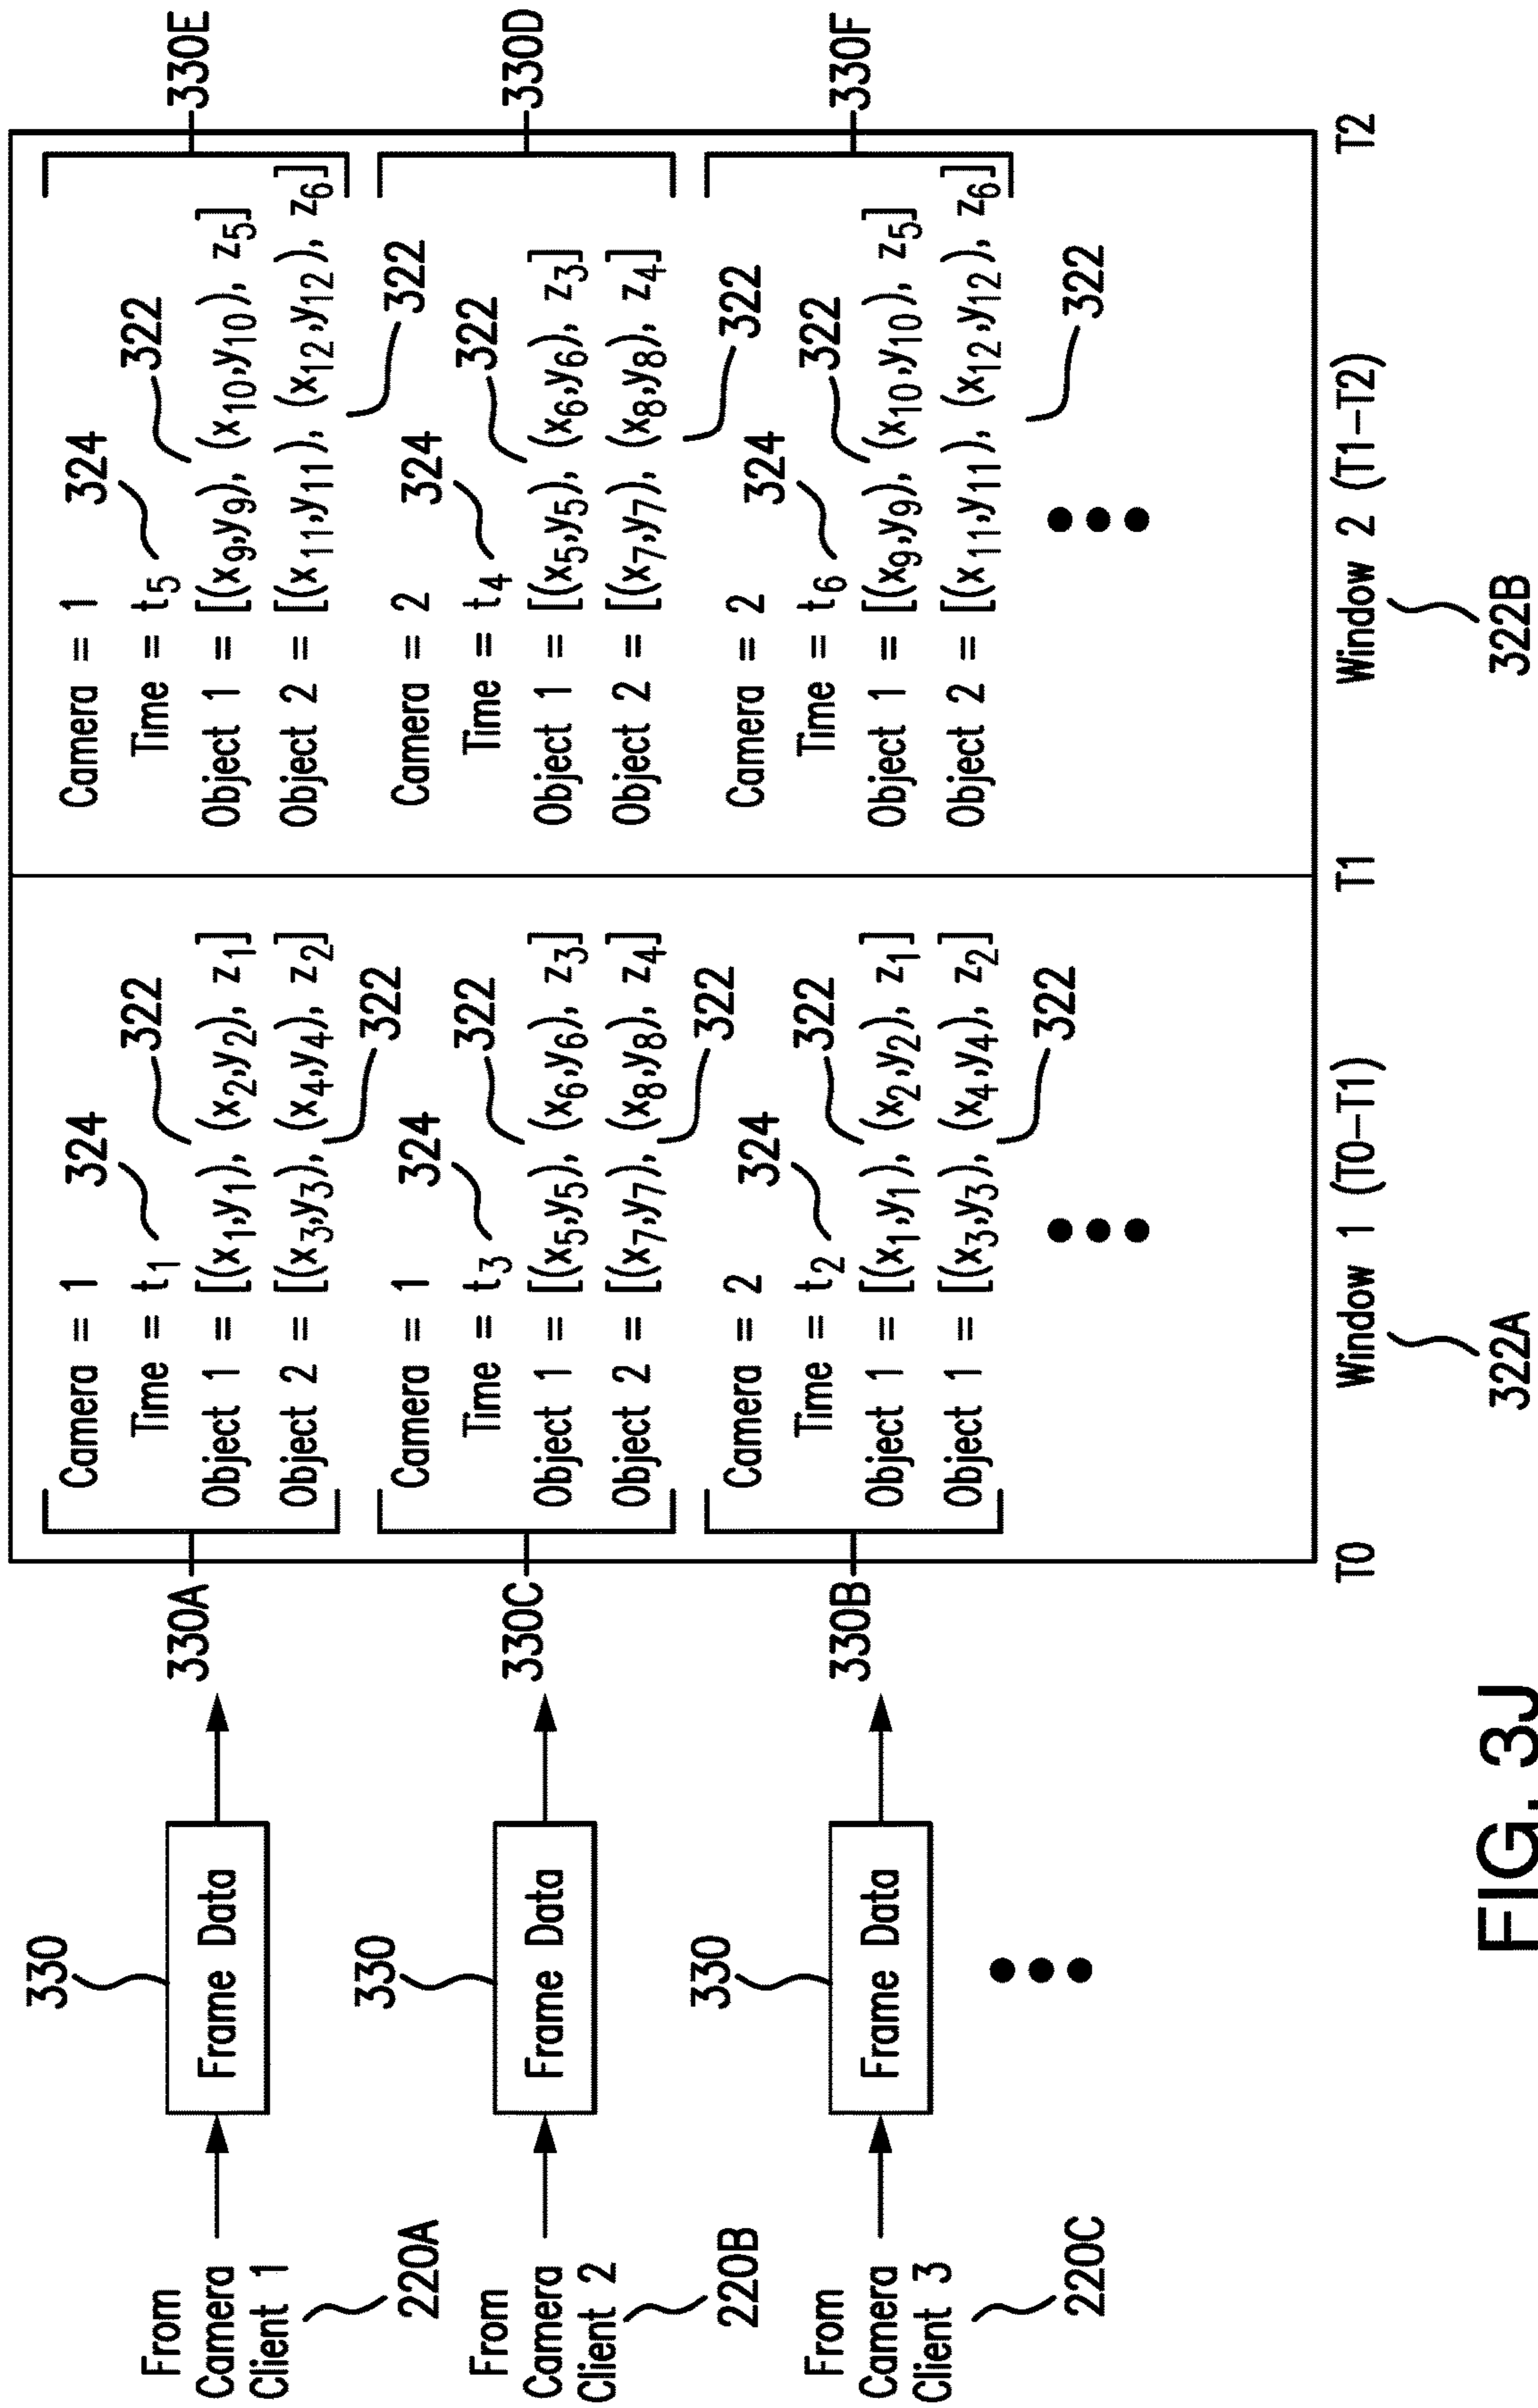 330
From
Camera
Client 1
220A
Frame Data
330A
330
From
Camera
Client 2
220B
Frame Data
330C
330
From
Camera
Client 3
220C
Frame Data
330B
Camera = 1
324
Time = t1
322
Object 1 = [(x1,y1), (x2,y2), z1]
Object 2 = [(x3,y3), (x4,y4), z2]
322
Camera = 1
324
Time = t3
322
Object 1 = [(x5,y5), (x6,y6), z3]
Object 2 = [(x7,y7), (x8,y8), z4]
322
Camera = 2
324
Time = t2
322
Object 1 = [(x1,y1), (x2,y2), z1]
Object 1 = [(x3,y3), (x4,y4), z2]
322
Camera = 1
324
Time = t5
322
Object 1 = [(x9,y9), (x10,y10), z5]
Object 2 = [(x11,y11), (x12,y12), z6]
322
330E
Camera = 2
324
Time = t4
322
Object 1 = [(x5,y5), (x6,y6), z3]
Object 2 = [(x7,y7), (x8,y8), z4]
322
330D
Camera = 2
324
Time = t6
322
Object 1 = [(x9,y9), (x10,y10), z5]
Object 2 = [(x11,y11), (x12,y12), z6]
322
330F
T0
Window 1 (T0–T1)
T1
Window 2 (T1–T2)
T2
322A
322B
FIG. 3J